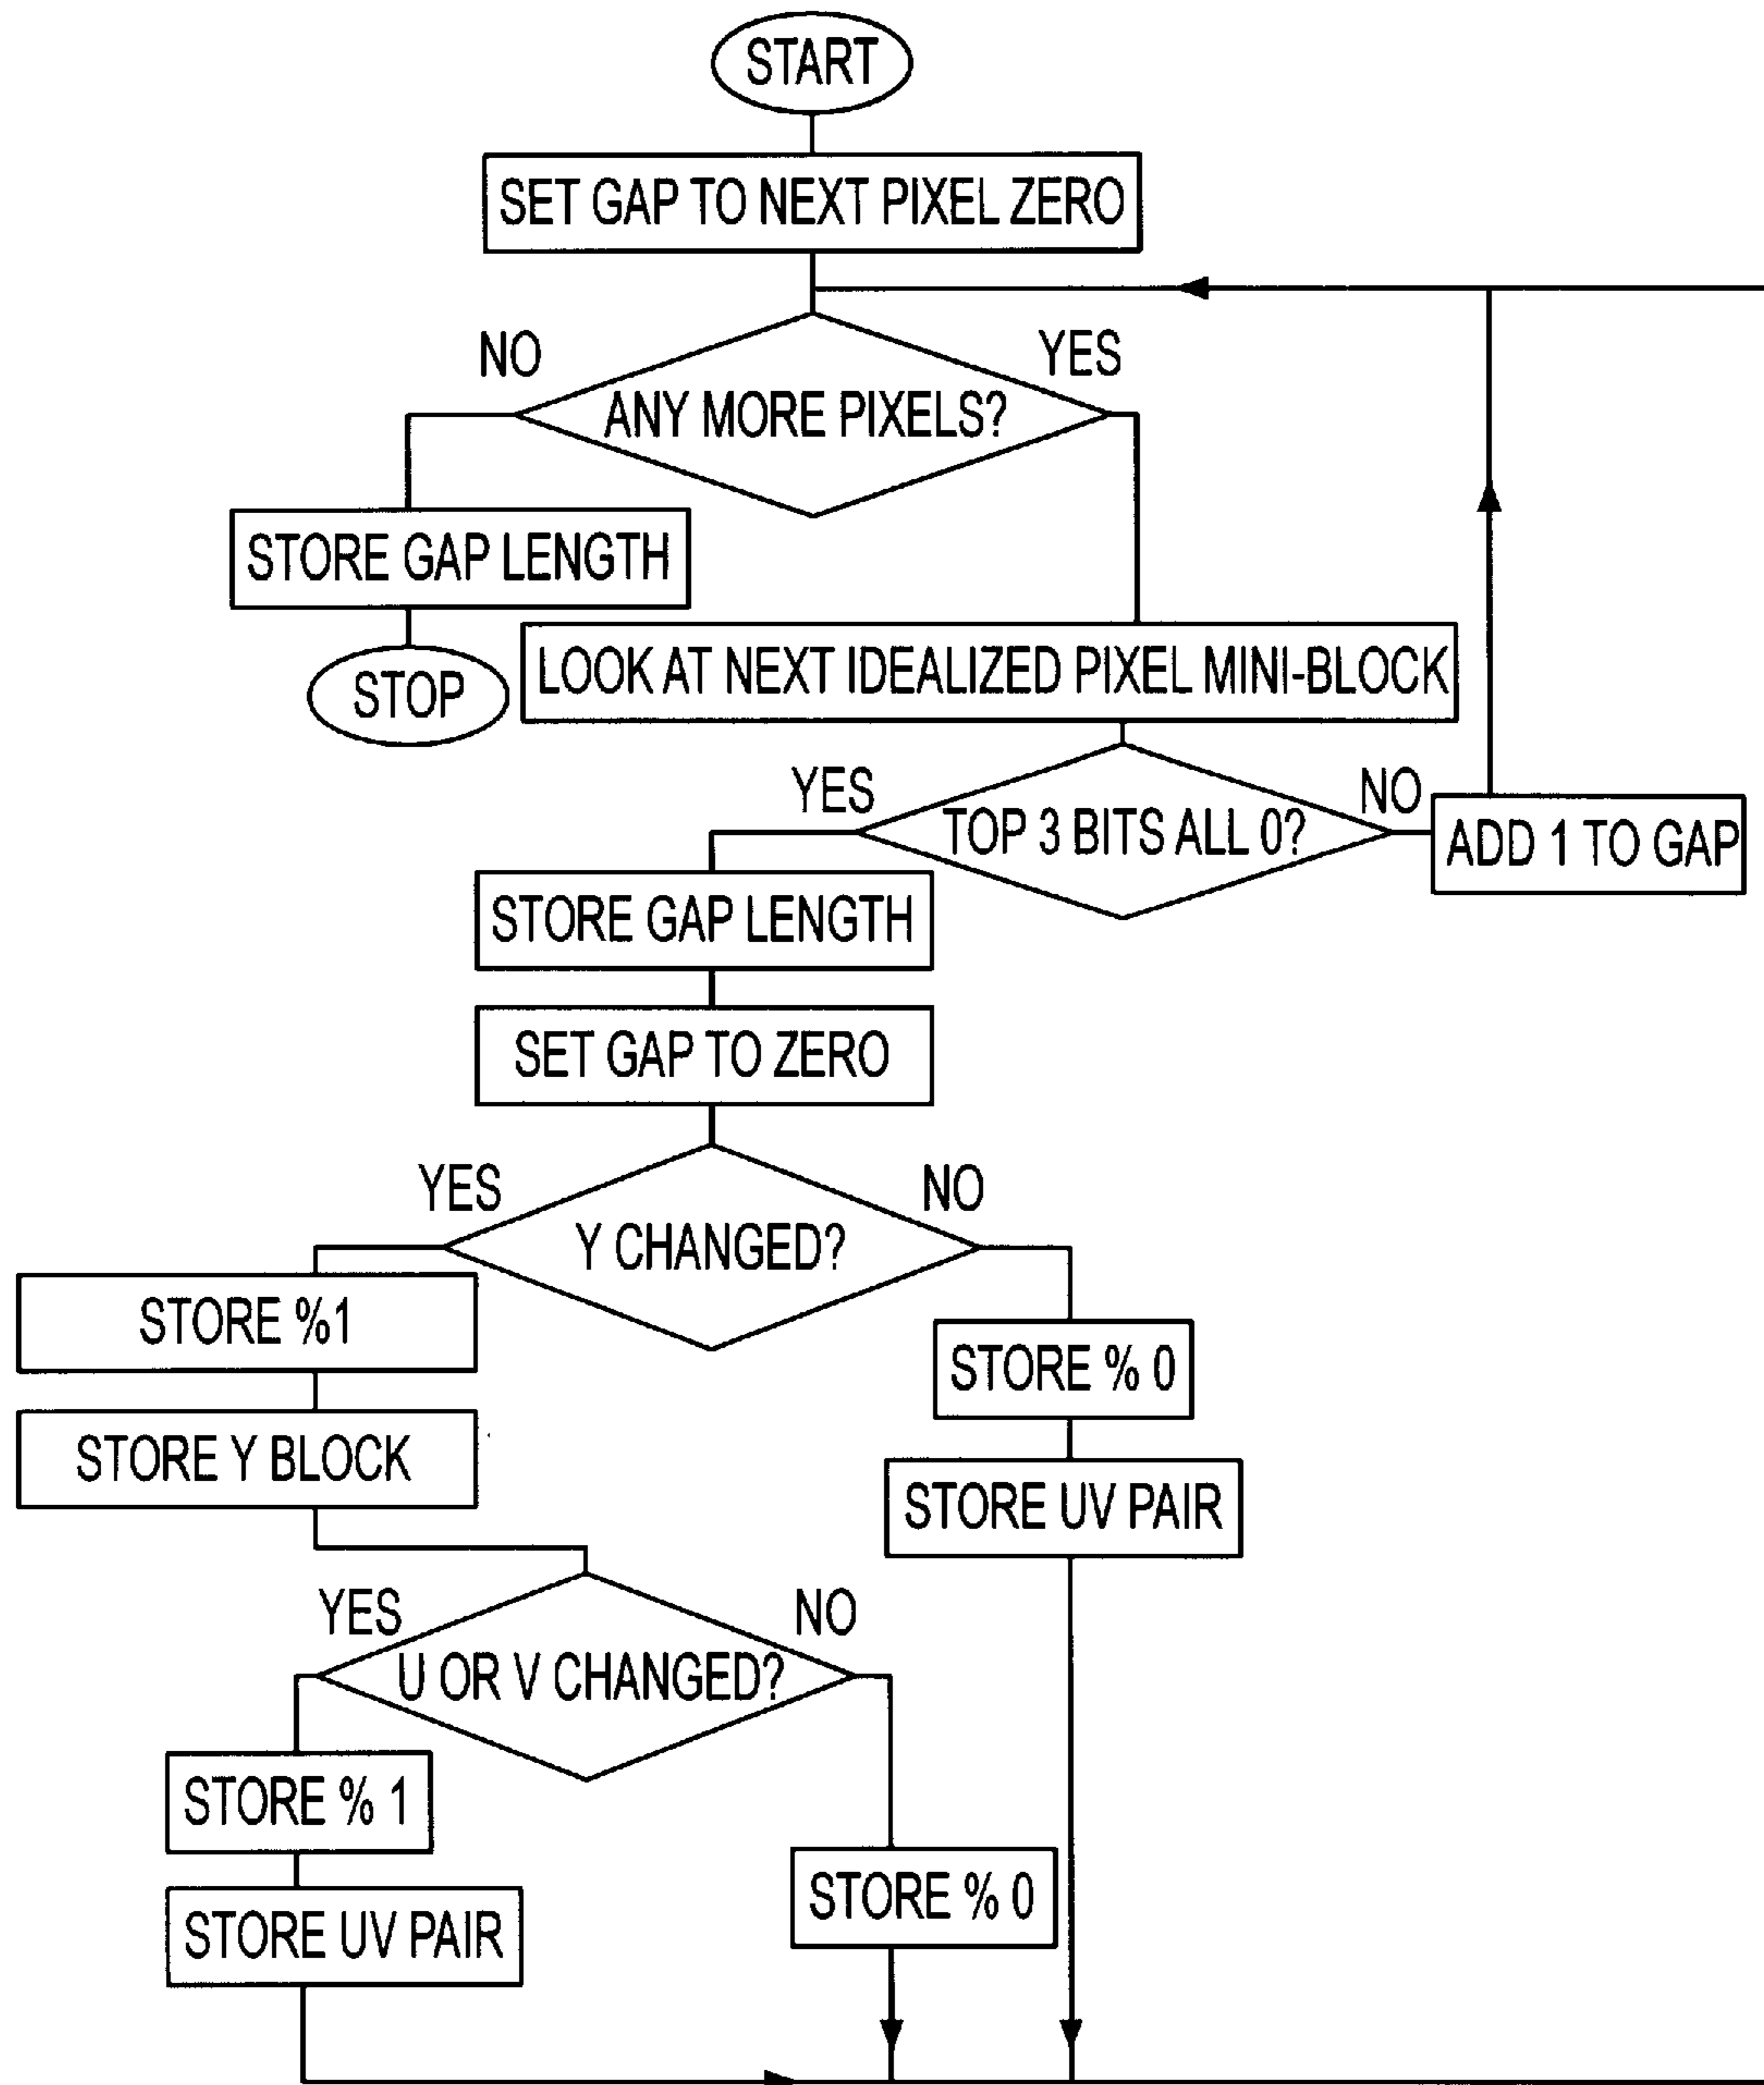 START
SET GAP TO NEXT PIXEL ZERO
NO
YES
ANY MORE PIXELS?
STORE GAP LENGTH
STOP
LOOK AT NEXT IDEALIZED PIXEL MINI-BLOCK
YES
NO
TOP 3 BITS ALL 0?
ADD 1 TO GAP
STORE GAP LENGTH
SET GAP TO ZERO
YES
NO
Y CHANGED?
STORE %1
STORE % 0
STORE Y BLOCK
STORE UV PAIR
YES
NO
U OR V CHANGED?
STORE % 1
STORE % 0
STORE UV PAIR